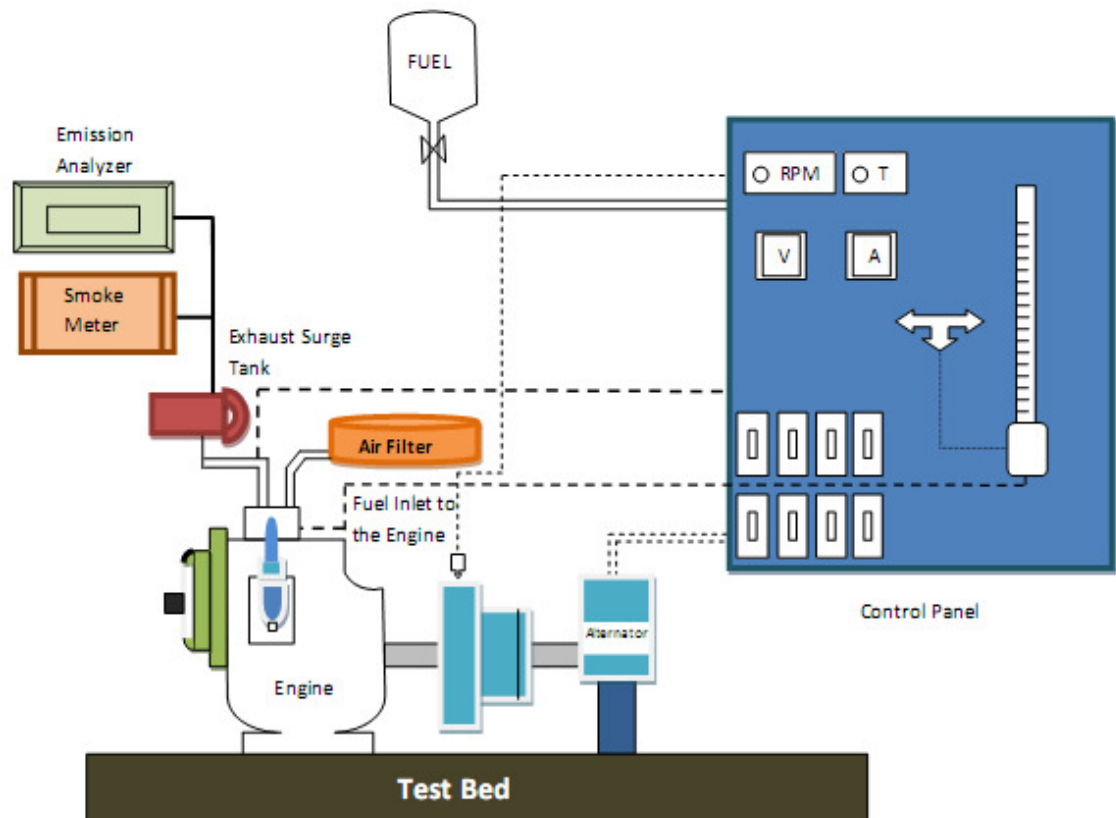 FUEL
Emission
Analyzer
RPM
T
V
A
Smoke
Meter
Exhaust Surge
Tank
Air Filter
Fuel Inlet to
the Engine
Control Panel
Alternator
Engine
Test Bed